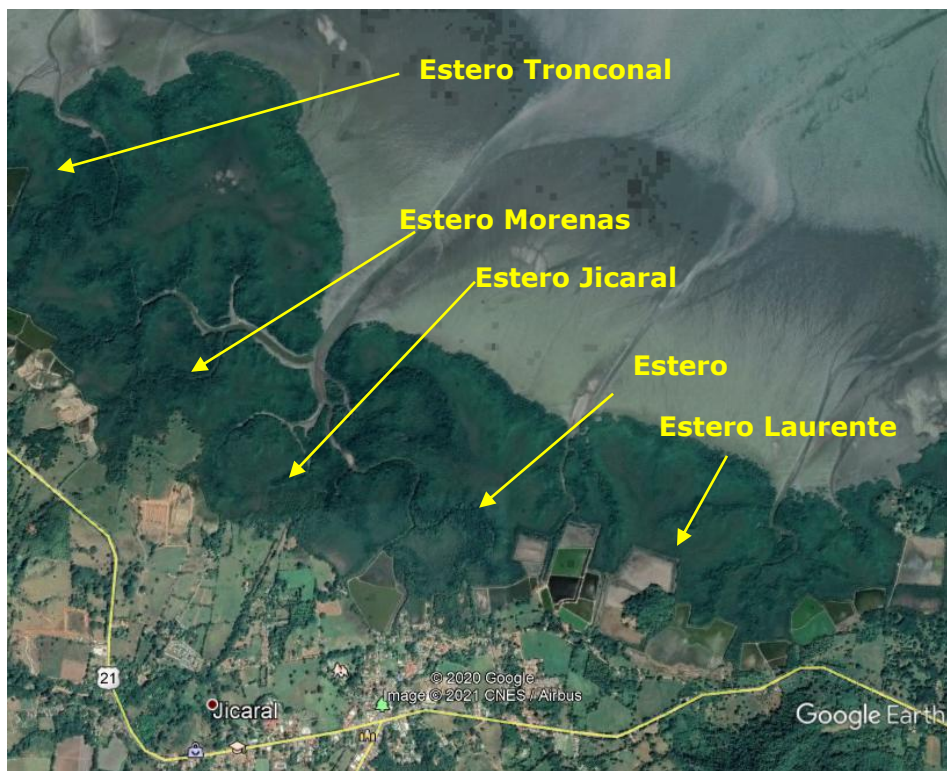 Estero Tronconal
Estero Morenas
Estero Jicaral
Estero
Estero Laurente
21
Jicaral
© 2020 Google
Image © 2021 CNES / Airbus
Google Earth